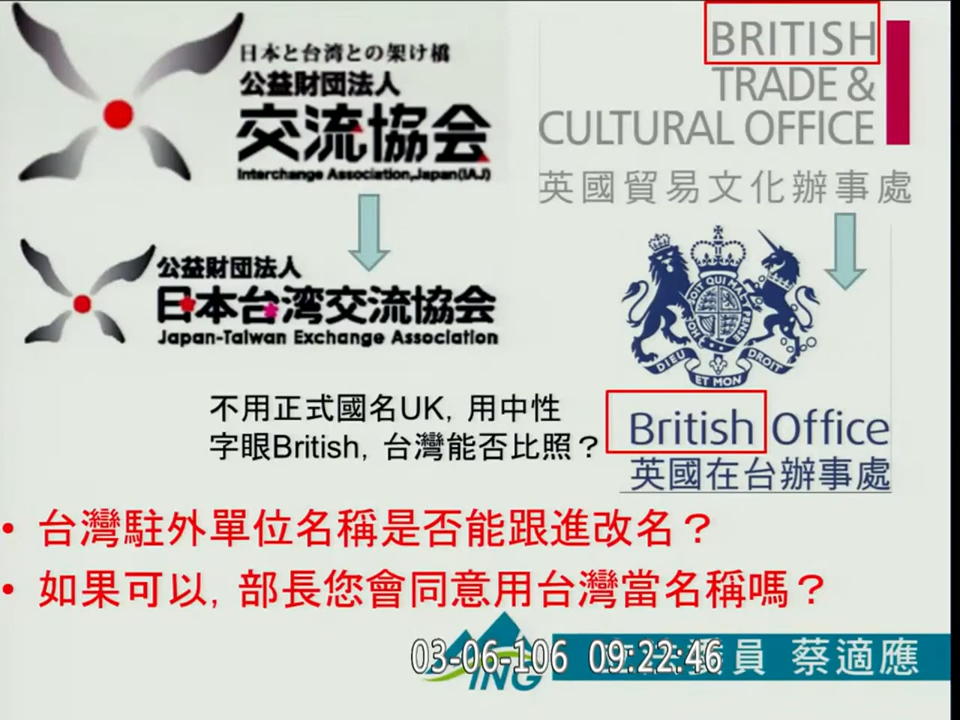 日本と台湾との架け橋
公益財団法人
交流協会
Interchange Association,Japan(IAJ)
BRITISH
TRADE &
CULTURAL OFFICE
英國貿易文化辦事處
公益財団法人
日本台湾交流協会
Japan-Taiwan Exchange Association
HONI SOIT QUI MAL Y PENSE
DIEU ET MON DROIT
British Office
英國在台辦事處
不用正式國名UK，用中性
字眼British，台灣能否比照？
• 台灣駐外單位名稱是否能跟進改名？
• 如果可以，部長您會同意用台灣當名稱嗎？
ING
員 蔡適應
03-06-106 09:22:46